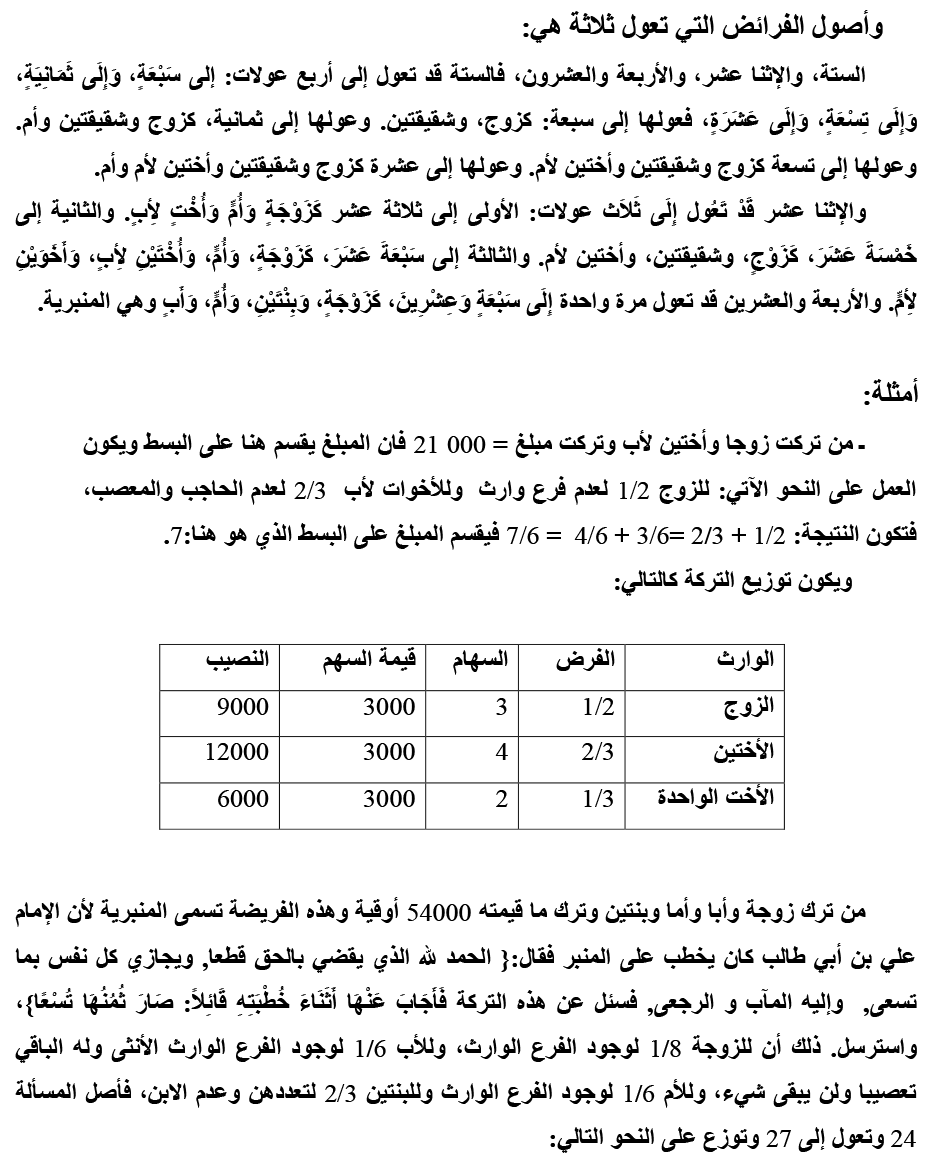 وأصول الفرائض التي تعول ثلاثة هي:
الستة، والإثنا عشر، والأربعة والعشرون، فالستة قد تعول إلى أربع عولات: إلى سَبْعَةٍ، وَإِلَى ثَمَانِيَةٍ،
وَإِلَى تِسْعَةٍ، وَإِلَى عَشَرَةٍ، فعولها إلى سبعة: كزوج، وشقيقتين. وعولها إلى ثمانية، كزوج وشقيقتين وأم.
وعولها إلى تسعة كزوج وشقيقتين وأختين لأم. وعولها إلى عشرة كزوج وشقيقتين وأختين لأم وأم.
والإثنا عشر قَدْ تَعُول إِلَى ثَلَاث عولات: الأولى إلى ثلاثة عشر كَزَوْجَةٍ وَأُمٍّ وَأُخْتٍ لِأَبٍ. والثانية إلى
خَمْسَةَ عَشَرَ، كَزَوْجٍ، وشقيقتين، وأختين لأم. والثالثة إلى سَبْعَةَ عَشَرَ، كَزَوْجَةٍ، وَأُمٍّ، وَأُخْتَيْنِ لِأَبٍ، وَأَخَوَيْنِ
لِأُمٍّ. والأربعة والعشرين قد تعول مرة واحدة إِلَى سَبْعَةٍ وَعِشْرِينَ، كَزَوْجَةٍ، وَبِنْتَيْنِ، وَأُمٍّ، وَأَبٍ وهي المنبرية.
أمثلة:
ـ من تركت زوجا وأختين لأب وتركت مبلغ = 000 21 فان المبلغ يقسم هنا على البسط ويكون
العمل على النحو الآتي: للزوج 1/2 لعدم فرع وارث وللأخوات لأب 2/3 لعدم الحاجب والمعصب،
فتكون النتيجة: 1/2 + 2/3 =3/6 + 4/6 = 7/6 فيقسم المبلغ على البسط الذي هو هنا:7.
ويكون توزيع التركة كالتالي:
الوارث الفرض السهام قيمة السهم النصيب
الزوج 1/2 3 3000 9000
الأختين 2/3 4 3000 12000
الأخت الواحدة 1/3 2 3000 6000
من ترك زوجة وأبا وأما وبنتين وترك ما قيمته 54000 أوقية وهذه الفريضة تسمى المنبرية لأن الإمام
علي بن أبي طالب كان يخطب على المنبر فقال:{ الحمد لله الذي يقضي بالحق قطعا, ويجازي كل نفس بما
تسعى, وإليه المآب و الرجعى, فسئل عن هذه التركة فَأَجَابَ عَنْهَا أَثْنَاءَ خُطْبَتِهِ قَائِلاً: صَارَ ثُمُنُهَا تُسْعًا}،
واسترسل. ذلك أن للزوجة 1/8 لوجود الفرع الوارث، وللأب 1/6 لوجود الفرع الوارث الأنثى وله الباقي
تعصيبا ولن يبقى شيء، وللأم 1/6 لوجود الفرع الوارث وللبنتين 2/3 لتعددهن وعدم الابن، فأصل المسألة
24 وتعول إلى 27 وتوزع على النحو التالي: